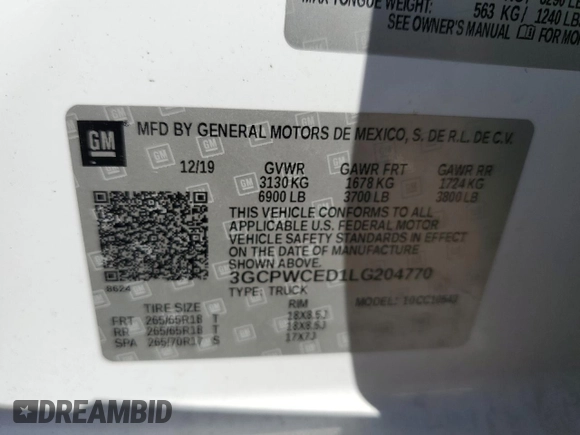 563 KG / 1240 LB
SEE OWNER'S MANUAL FOR MO
GM
MFD BY GENERAL MOTORS DE MEXICO, S. DE R.L. DE C.V.
12/19 GVWR GAWR FRT GAWR RR
3130 KG 1678 KG 1724 KG
6900 LB 3700 LB 3800 LB
THIS VEHICLE CONFORMS TO ALL
APPLICABLE U.S. FEDERAL MOTOR
VEHICLE SAFETY STANDARDS IN EFFECT
ON THE DATE OF MANUFACTURE
SHOWN ABOVE.
3GCPWCED1LG204770
8624 TYPE: TRUCK MODEL:
TIRE SIZE RIM
FRT 265/65R18 T 18X8.5J
RR 265/65R18 T 18X8.5J
SPA 265/70R17 S 17X7J
DREAMBID